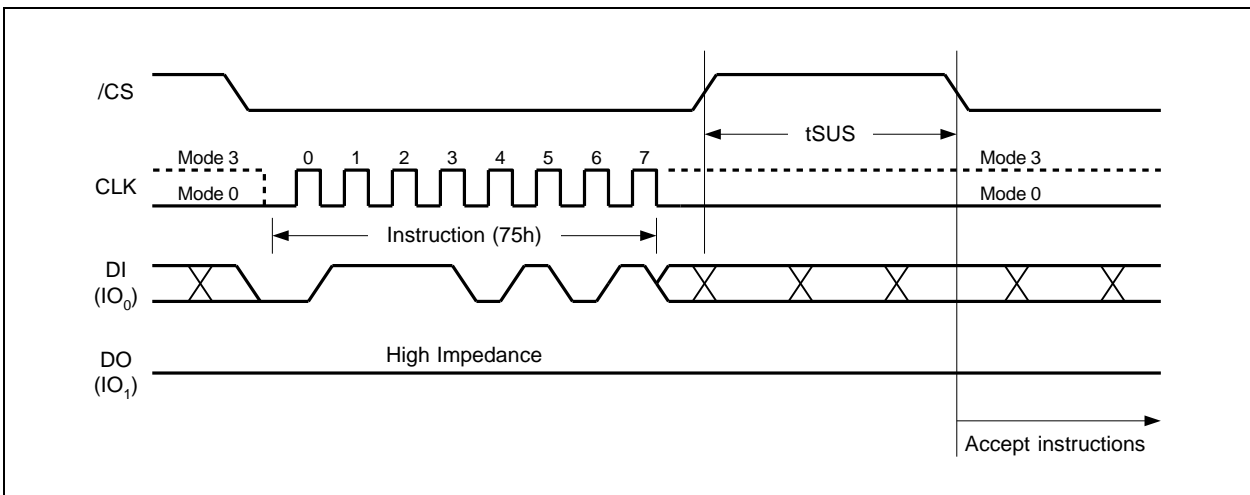 /CS
tSUS
Mode 3 0 1 2 3 4 5 6 7 Mode 3
CLK
Mode 0 Mode 0
Instruction (75h)
DI
(IO0)
High Impedance
DO
(IO1)
Accept instructions